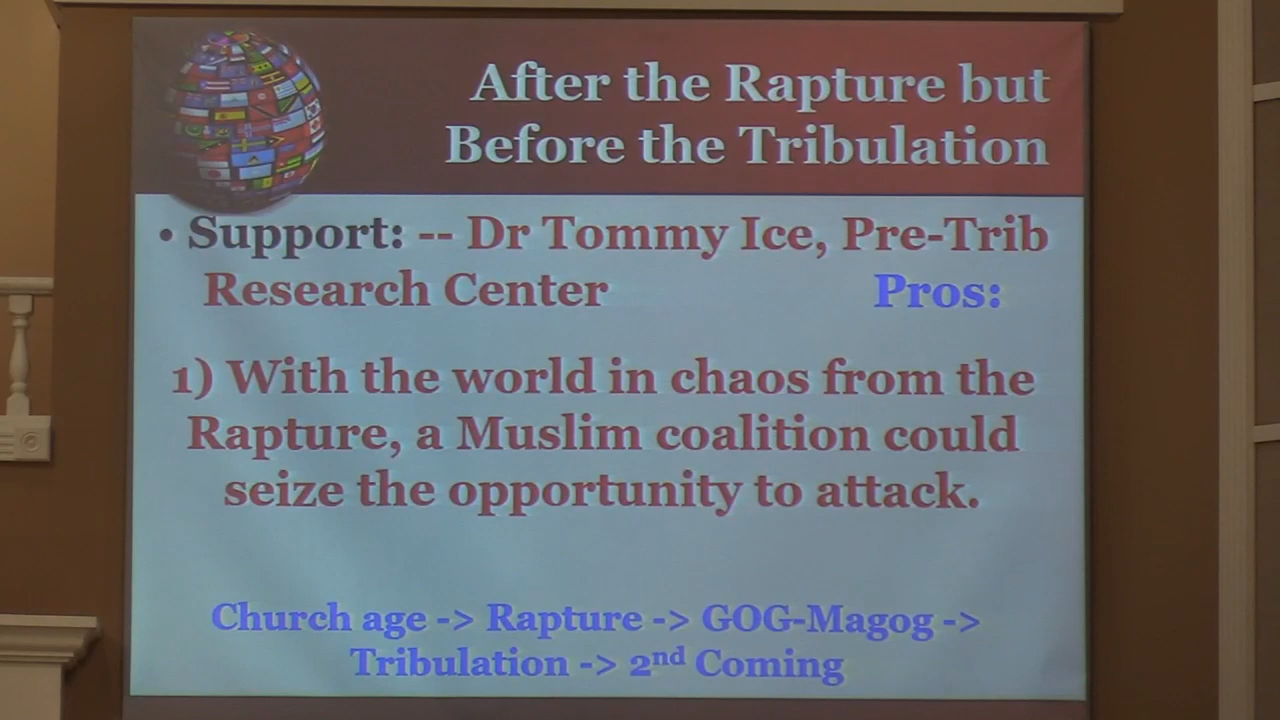 After the Rapture but
Before the Tribulation
• Support: -- Dr Tommy Ice, Pre-Trib
Research Center Pros:
1) With the world in chaos from the
Rapture, a Muslim coalition could
seize the opportunity to attack.
Church age -> Rapture -> GOG-Magog ->
Tribulation -> 2nd Coming